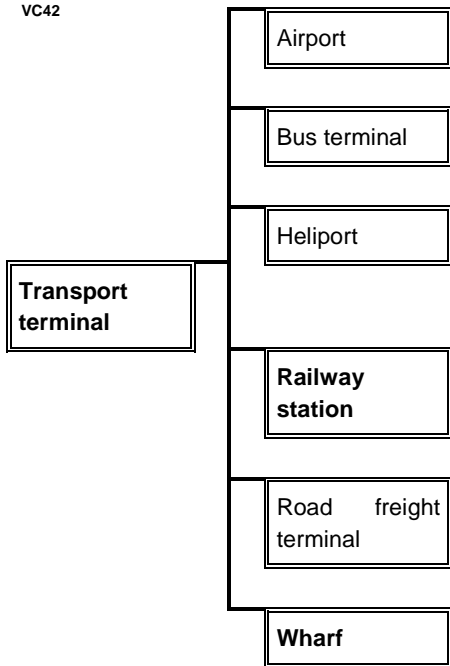 VC42
Airport
Bus terminal
Heliport
Transport
terminal
Railway
station
Road freight
terminal
Wharf